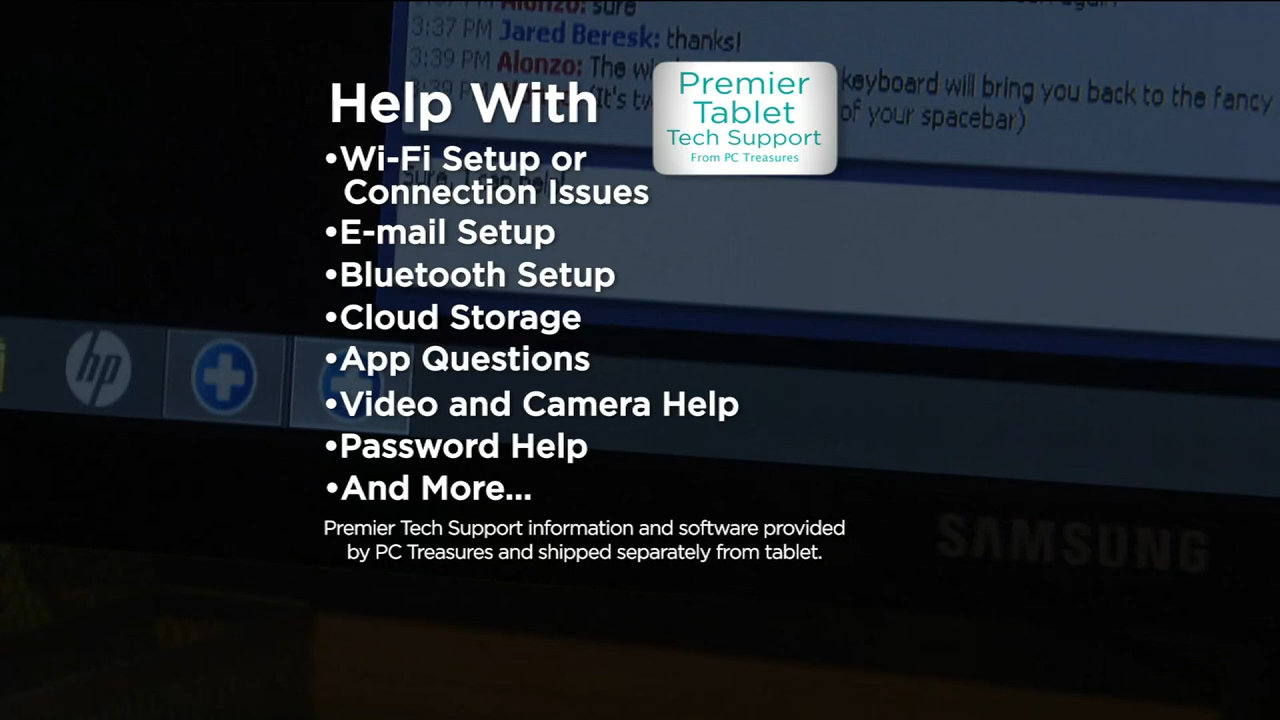 Alonzo: sure
3:37 PM Jared Beresk: thanks!
3:39 PM Alonzo: The
keyboard will bring you back to the fancy
(It's
of your spacebar)
Help With
Premier
Tablet
Tech Support
From PC Treasures
•Wi-Fi Setup or
Connection Issues
•E-mail Setup
•Bluetooth Setup
•Cloud Storage
•App Questions
•Video and Camera Help
•Password Help
•And More...
Premier Tech Support information and software provided
by PC Treasures and shipped separately from tablet.
hp
SAMSUNG